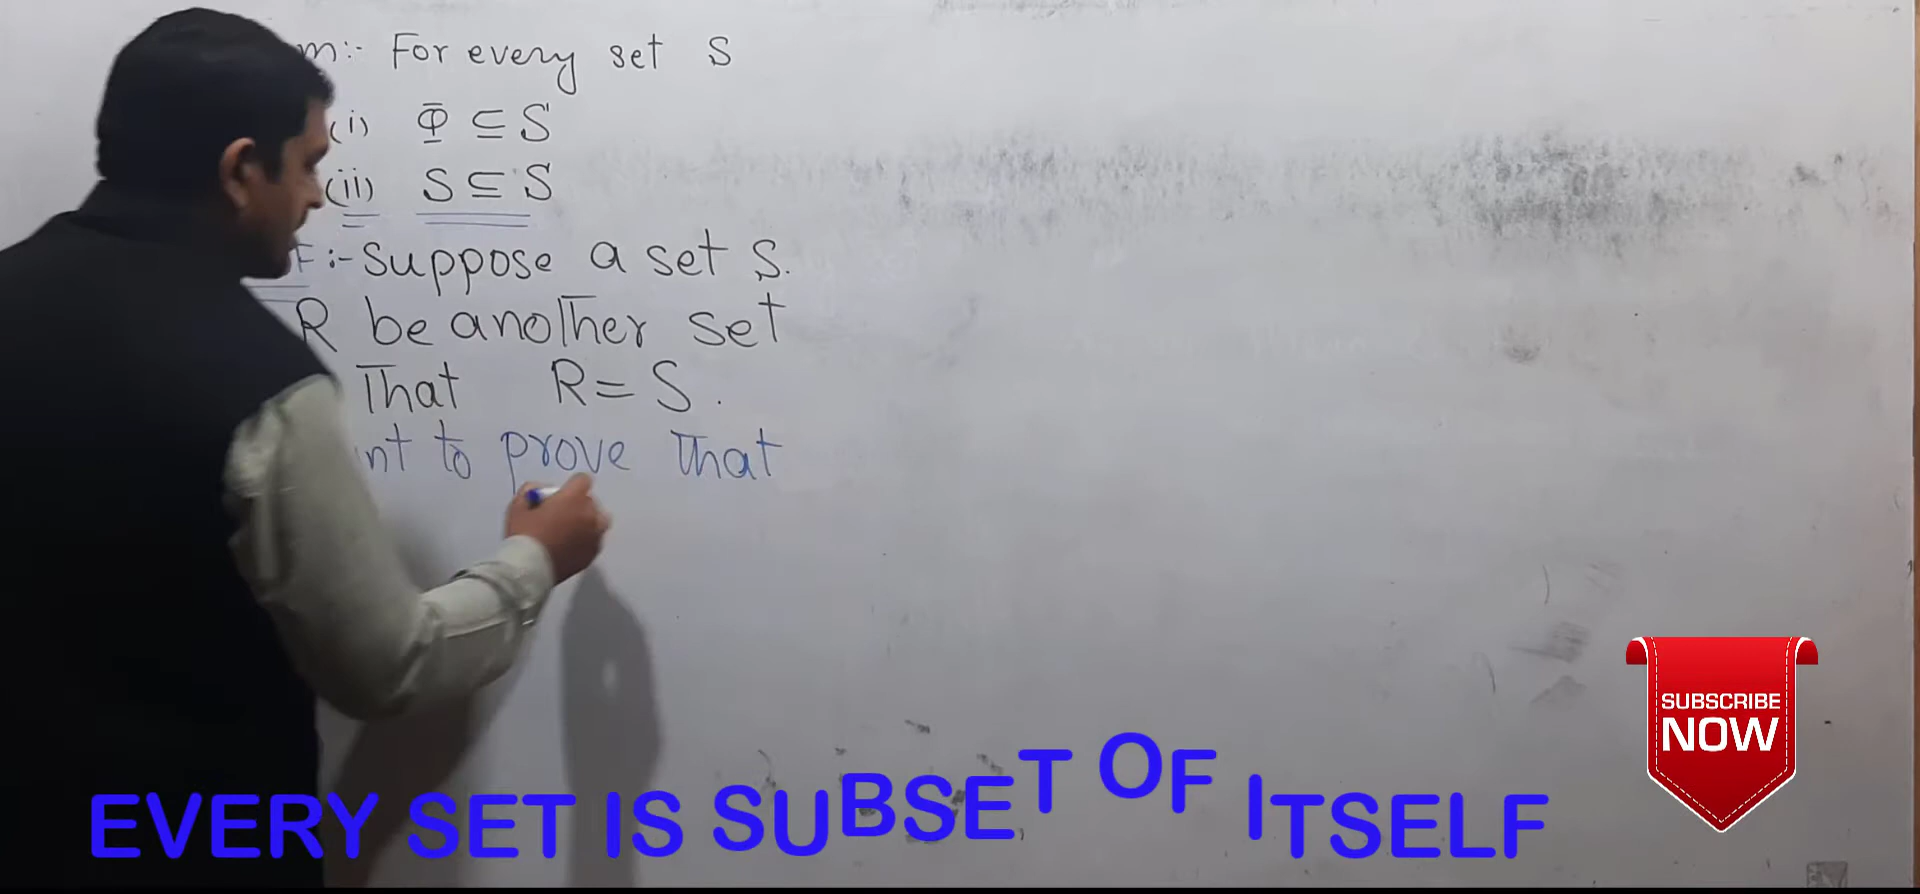 m:- For every set S
(i) Φ ⊆ S
(ii) S ⊆ S
F:- Suppose a set S.
R be another set
That R = S.
nt to prove that
SUBSCRIBE
NOW
EVERY SET IS SUBSET OF ITSELF